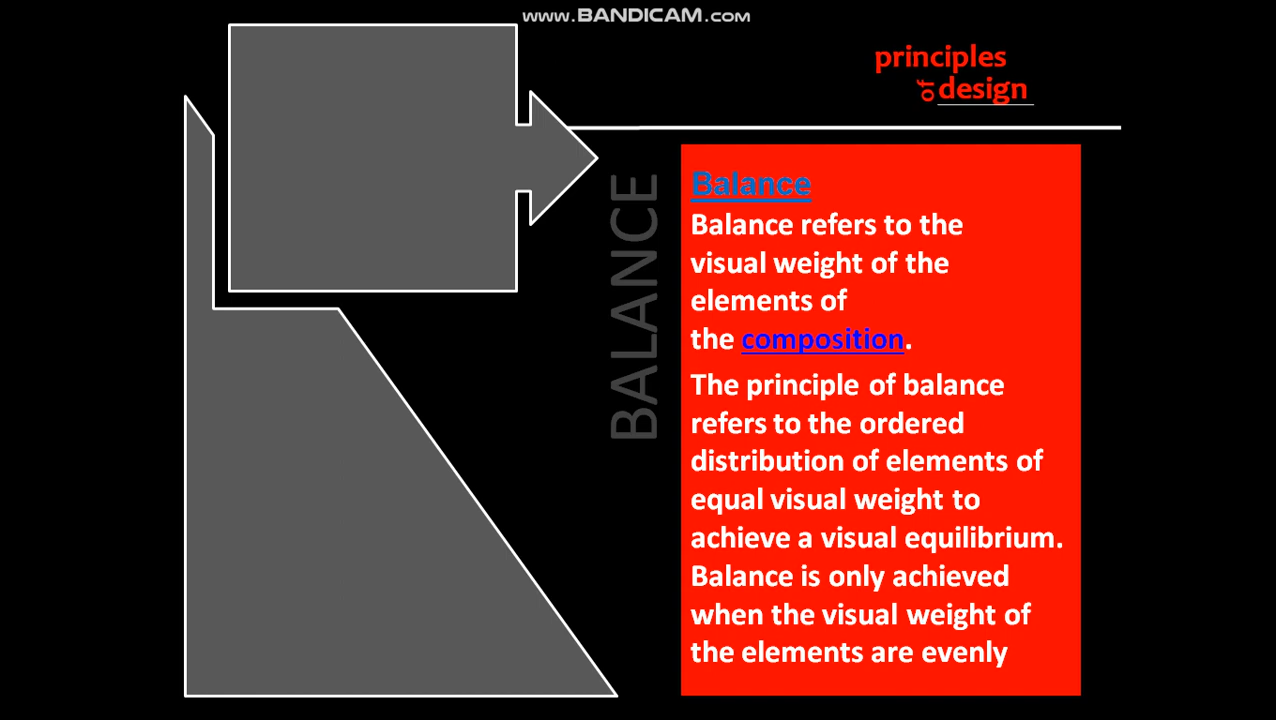 www.BANDICAM.com
principles
of design
BALANCE
Balance
Balance refers to the
visual weight of the
elements of
the composition.
The principle of balance
refers to the ordered
distribution of elements of
equal visual weight to
achieve a visual equilibrium.
Balance is only achieved
when the visual weight of
the elements are evenly